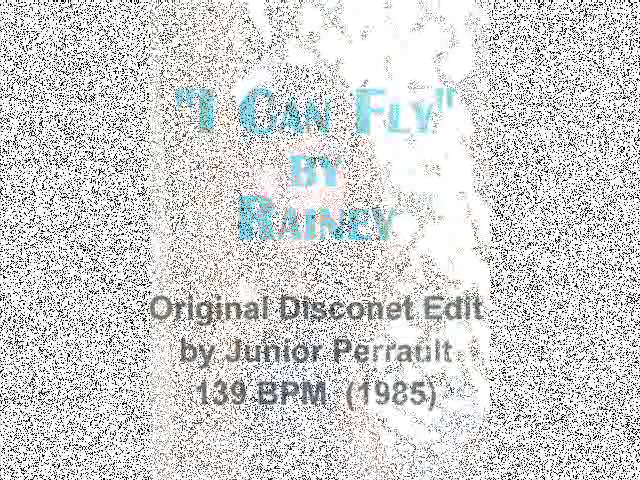 "I Can Fly"
by
Rainey
Original Disconet Edit
by Junior Perrault
139 BPM (1985)